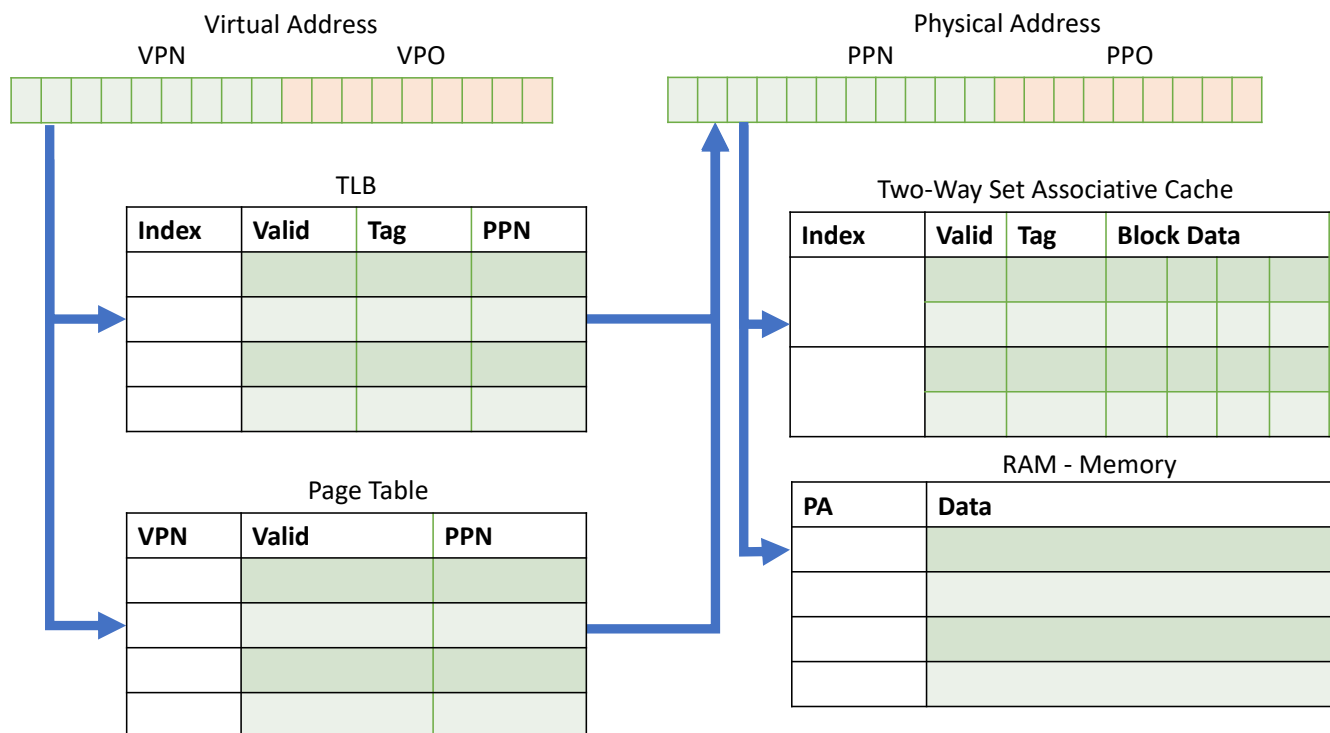 Virtual Address
VPN VPO
Physical Address
PPN PPO
TLB
Index Valid Tag PPN
Two-Way Set Associative Cache
Index Valid Tag Block Data
Page Table
VPN Valid PPN
RAM - Memory
PA Data